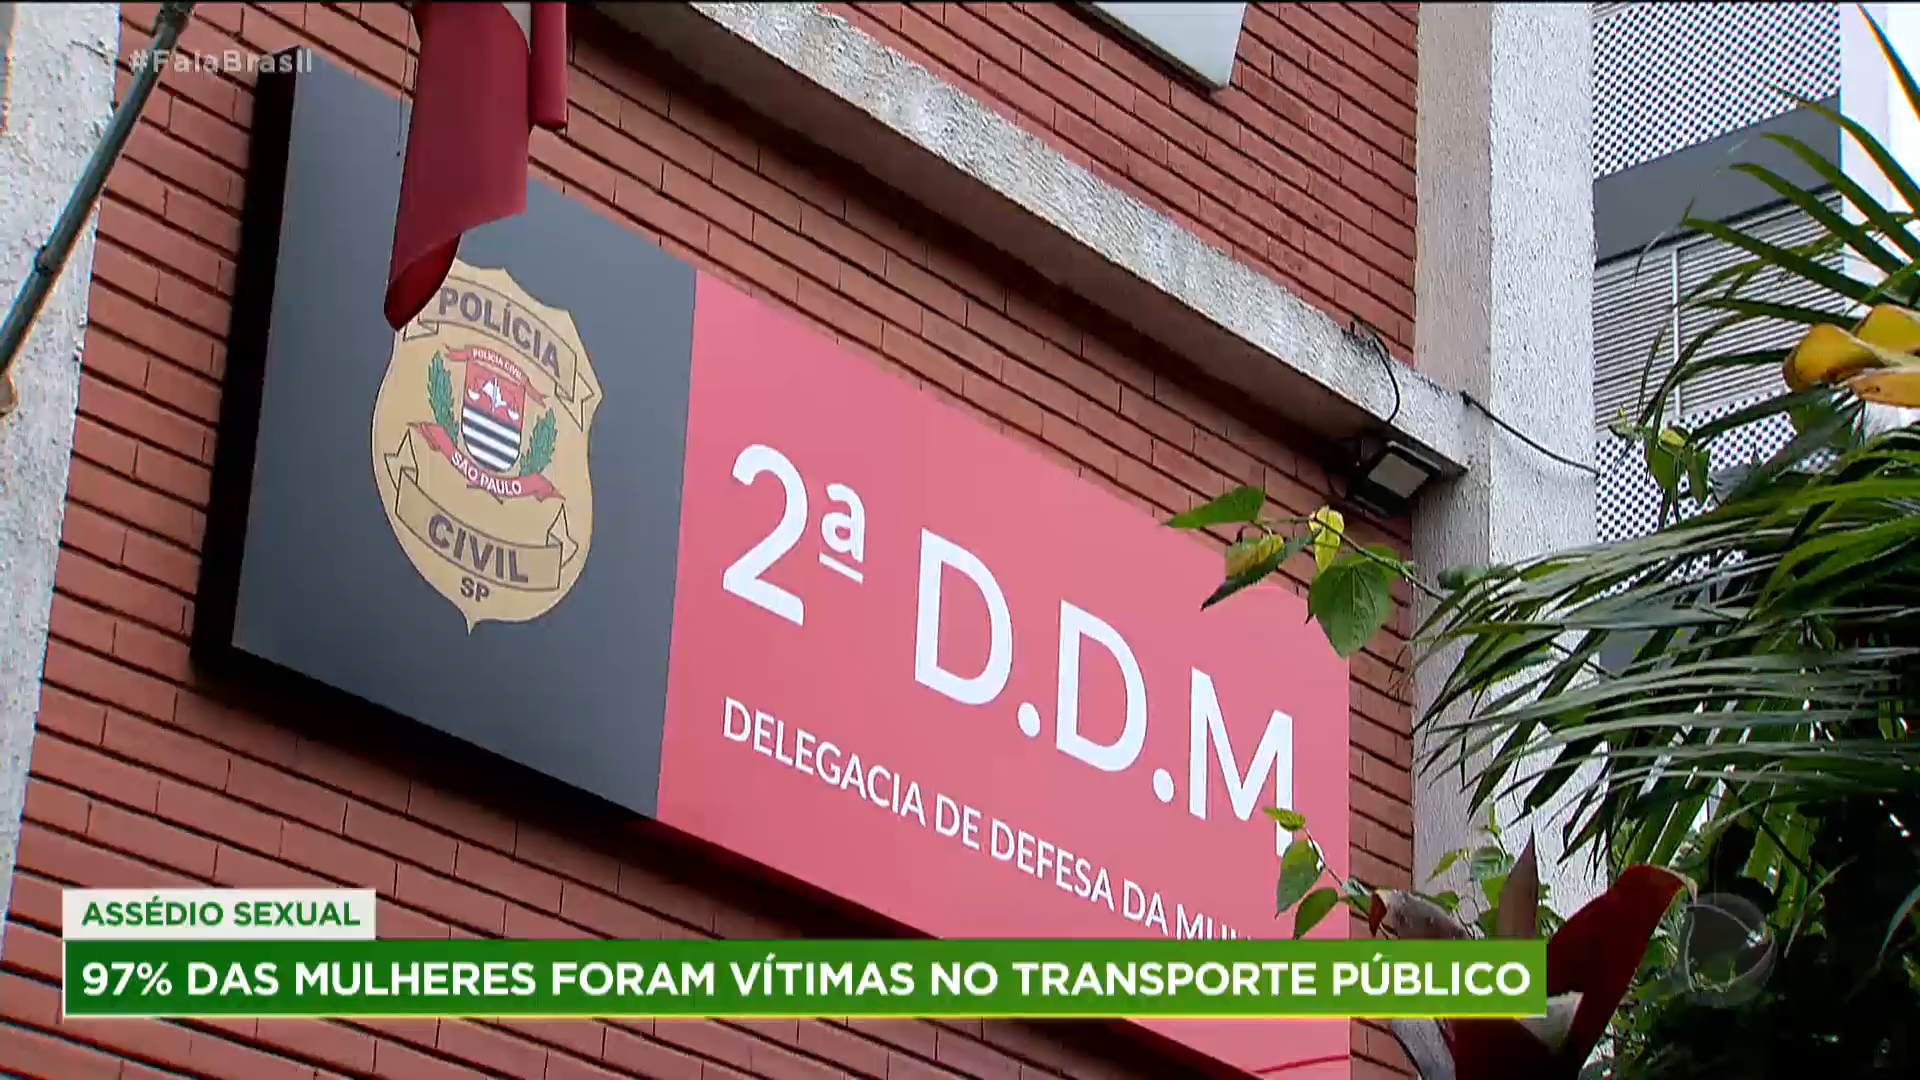 #FalaBrasil
POLÍCIA
POLÍCIA CIVIL
SÃO PAULO
CIVIL
SP
2ª D.D.M
DELEGACIA DE DEFESA DA
ASSÉDIO SEXUAL
97% DAS MULHERES FORAM VÍTIMAS NO TRANSPORTE PÚBLICO